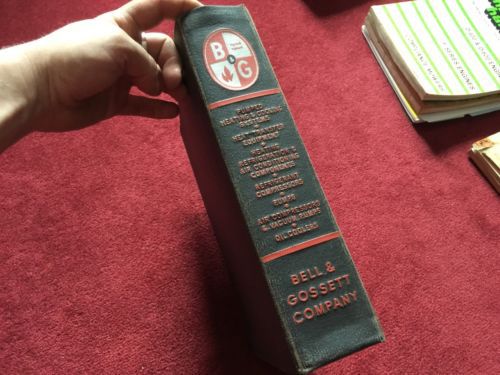 B & G
PUMPED
HEATING & COOLING
SYSTEMS
HEAT TRANSFER
EQUIPMENT
HEATING
REFRIGERATION &
AIR CONDITIONING
COMPONENTS
REFRIGERANT
COMPRESSORS
PUMPS
AIR COMPRESSORS
& VACUUM PUMPS
OIL COOLERS
BELL &
GOSSETT
COMPANY